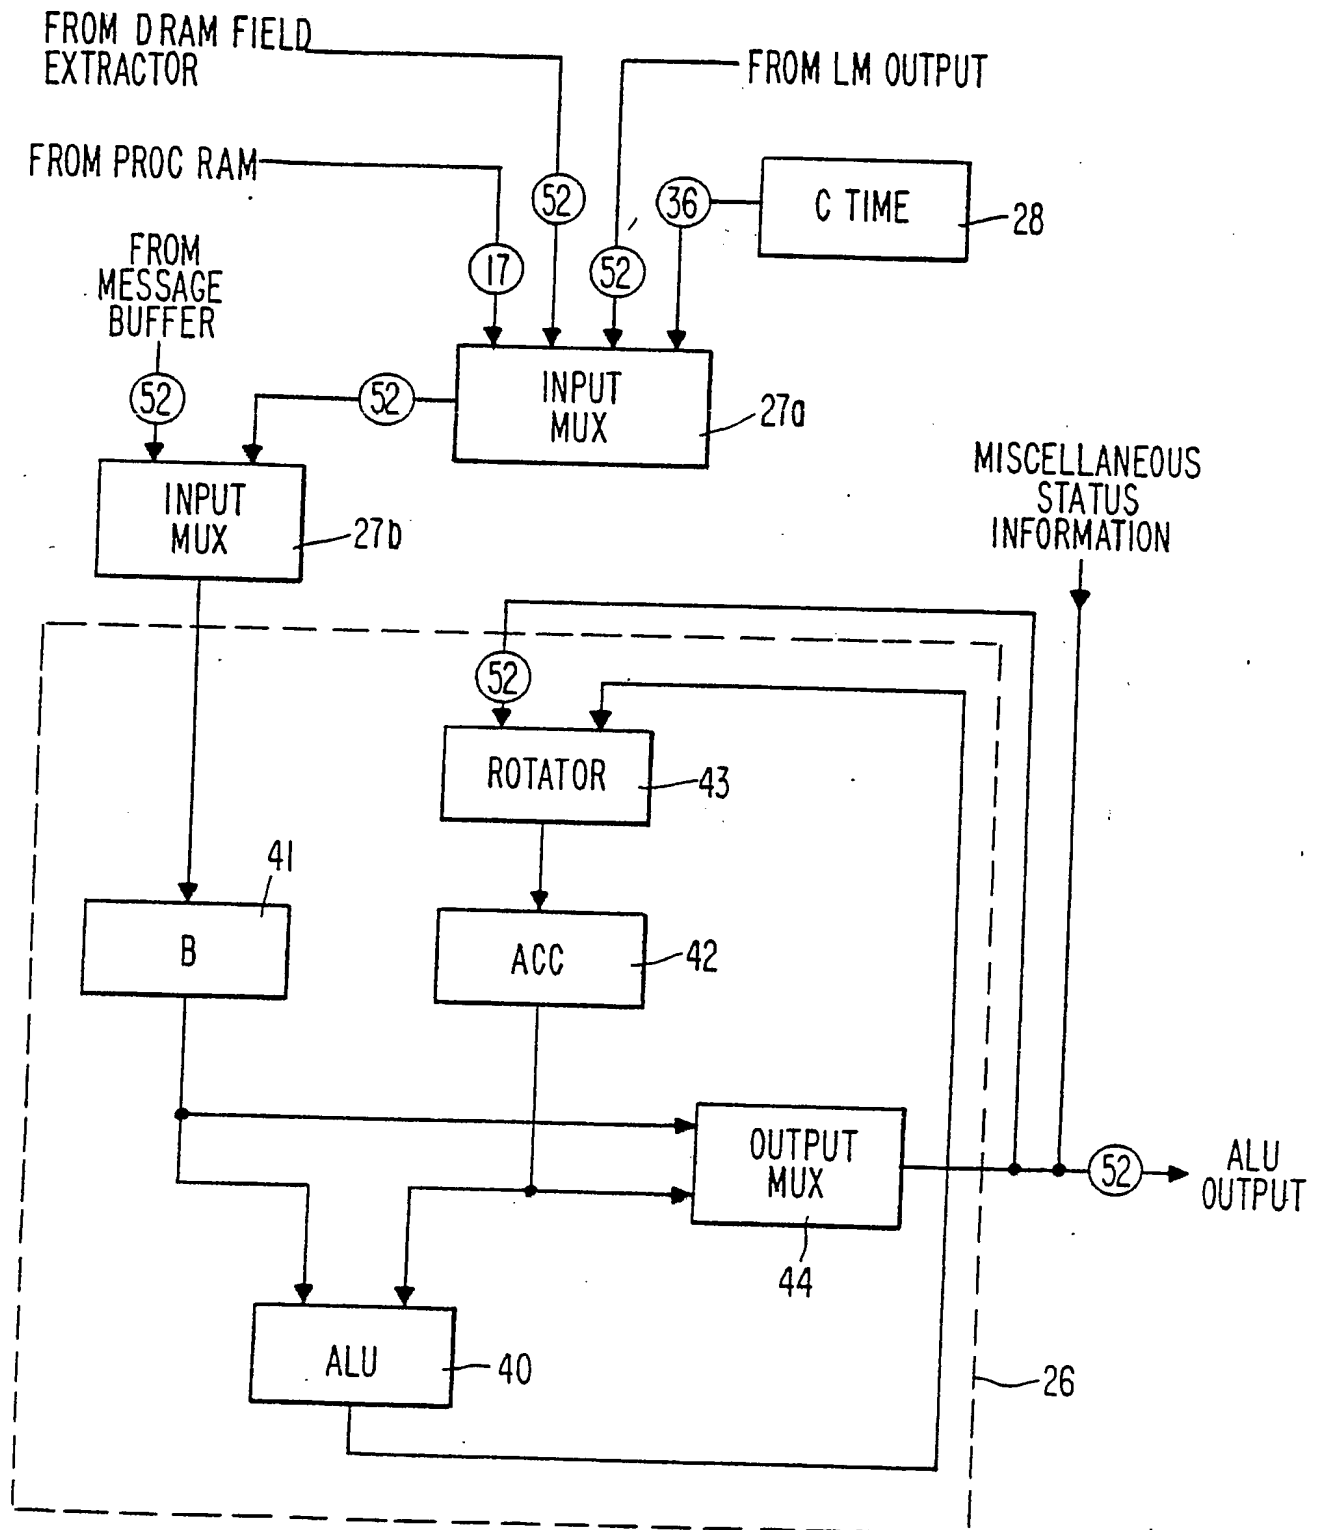 FROM DRAM FIELD
EXTRACTOR
FROM LM OUTPUT
FROM PROC RAM
52
36
C TIME
28
FROM
MESSAGE
BUFFER
17
52
52
52
INPUT
MUX
27a
INPUT
MUX
27b
MISCELLANEOUS
STATUS
INFORMATION
52
ROTATOR
43
41
B
ACC
42
OUTPUT
MUX
44
52
ALU
OUTPUT
ALU
40
26